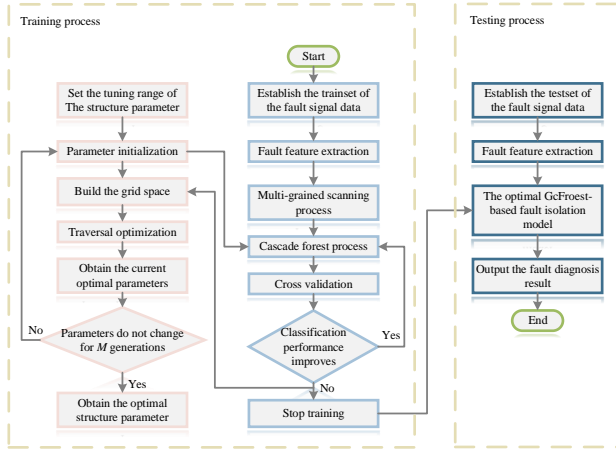 Training process
Start
Set the tuning range of
The structure parameter
Parameter initialization
Build the grid space
Traversal optimization
Obtain the current
optimal parameters
Parameters do not change
for M generations
No
Yes
Obtain the optimal
structure parameter
Establish the trainset of
the fault signal data
Fault feature extraction
Multi-grained scanning
process
Cascade forest process
Cross validation
Classification
performance
improves
Yes
No
Stop training
Testing process
Establish the testset of
the fault signal data
Fault feature extraction
The optimal GcFroest-
based fault isolation
model
Output the fault diagnosis
result
End